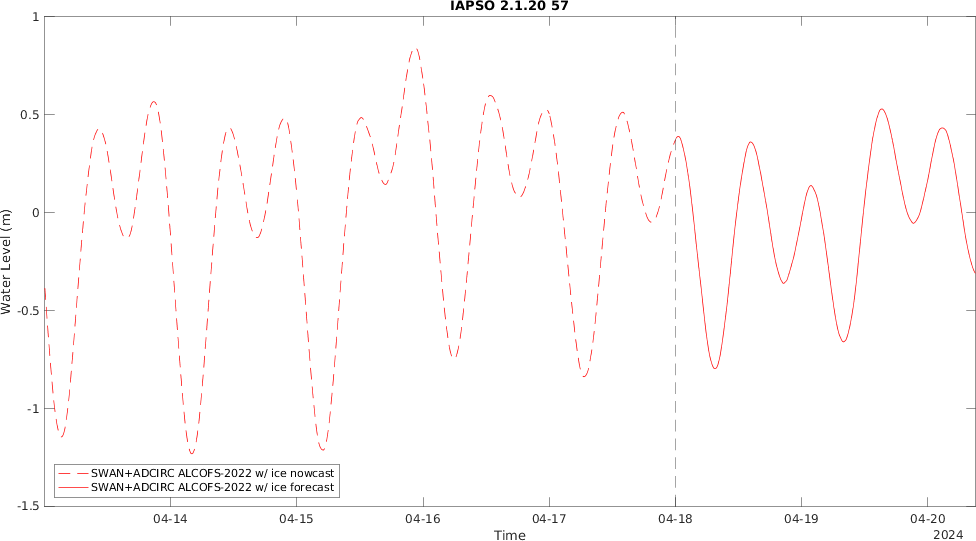 IAPSO 2.1.20 57
1
0.5
0
-0.5
-1
-1.5
Water Level (m)
SWAN+ADCIRC ALCOFS-2022 w/ ice nowcast
SWAN+ADCIRC ALCOFS-2022 w/ ice forecast
04-14 04-15 04-16 04-17 04-18 04-19 04-20
Time
2024